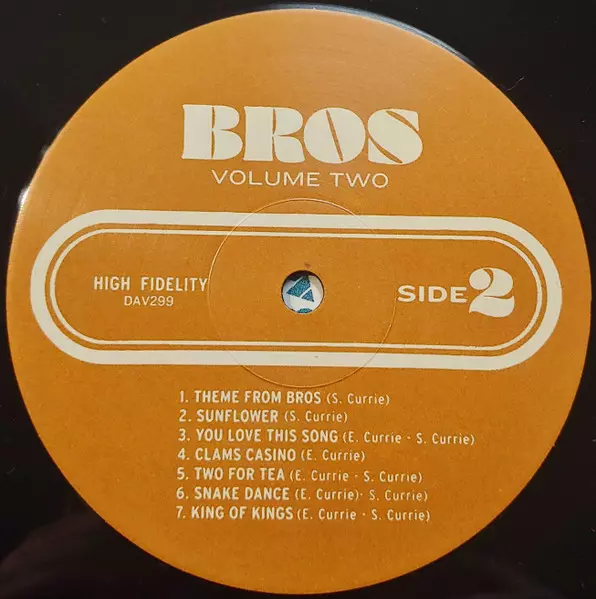 BROS
VOLUME TWO
HIGH FIDELITY
DAV299
SIDE 2
1. THEME FROM BROS (S. Currie)
2. SUNFLOWER (S. Currie)
3. YOU LOVE THIS SONG (E. Currie - S. Currie)
4. CLAMS CASINO (E. Currie)
5. TWO FOR TEA (E. Currie - S. Currie)
6. SNAKE DANCE (E. Currie)- S. Currie)
7. KING OF KINGS (E. Currie - S. Currie)